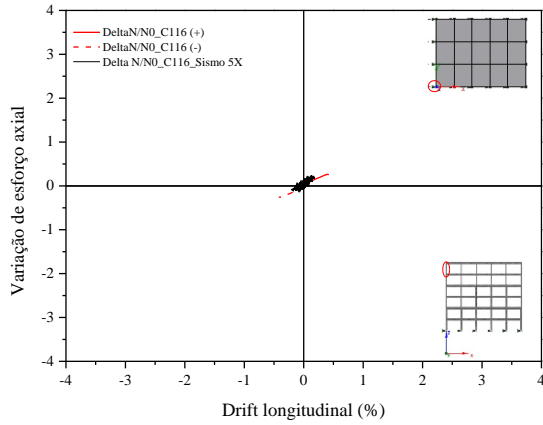 DeltaN/N0_C116 (+)
DeltaN/N0_C116 (-)
Delta N/N0_C116_Sismo 5X
Variação de esforço axial
4
3
2
1
0
-1
-2
-3
-4
-4 -3 -2 -1 0 1 2 3 4
Drift longitudinal (%)